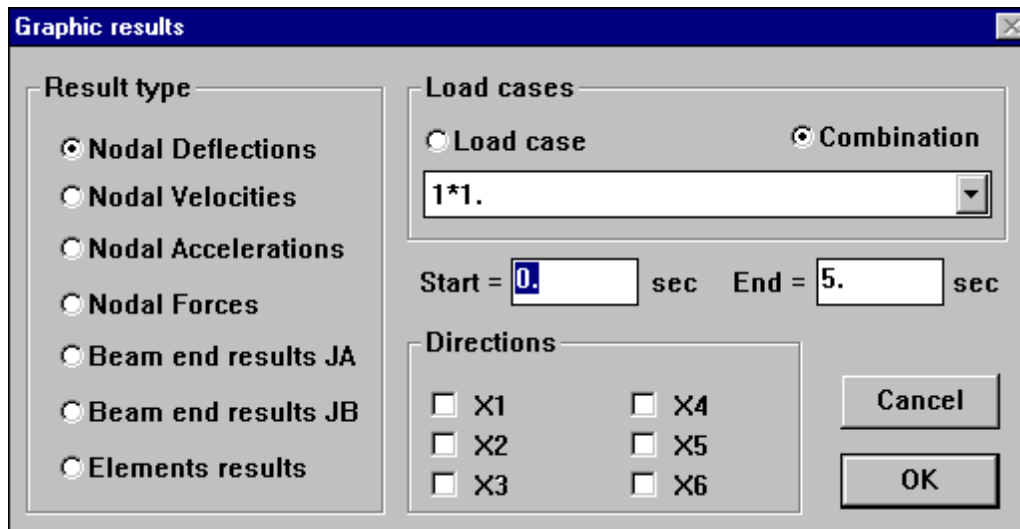 Graphic results
Result type
Nodal Deflections
Nodal Velocities
Nodal Accelerations
Nodal Forces
Beam end results JA
Beam end results JB
Elements results
Load cases
Load case Combination
1*1.
Start = 0. sec End = 5. sec
Directions
X1 X4
X2 X5
X3 X6
Cancel
OK